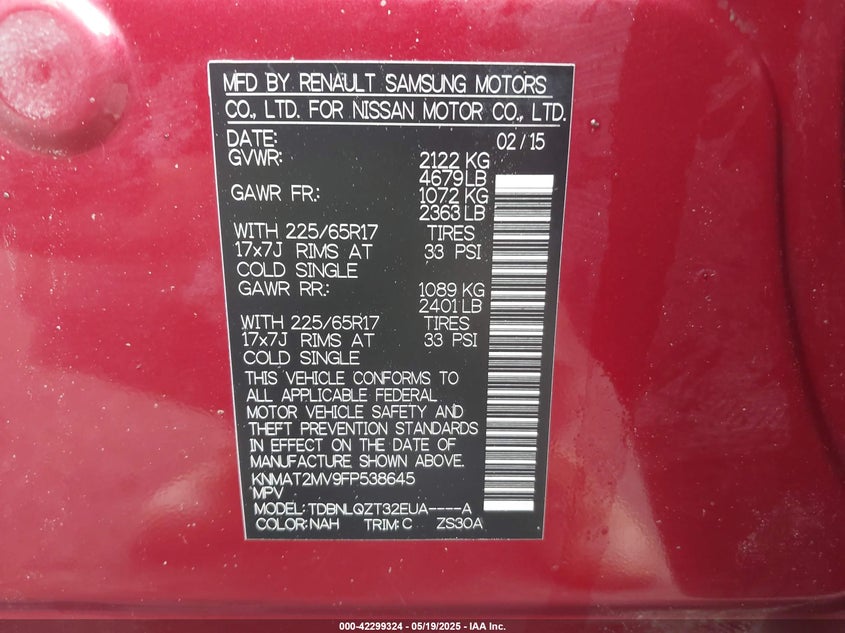 MFD BY RENAULT SAMSUNG MOTORS
CO., LTD. FOR NISSAN MOTOR CO., LTD.
DATE: 02/15
GVWR: 2122 KG
4679 LB
GAWR FR.: 1072 KG
2363 LB
WITH 225/65R17 TIRES
17x7J RIMS AT 33 PSI
COLD SINGLE
GAWR RR.: 1089 KG
2401 LB
WITH 225/65R17 TIRES
17x7J RIMS AT 33 PSI
COLD SINGLE
THIS VEHICLE CONFORMS TO
ALL APPLICABLE FEDERAL
MOTOR VEHICLE SAFETY AND
THEFT PREVENTION STANDARDS
IN EFFECT ON THE DATE OF
MANUFACTURE SHOWN ABOVE.
KNMAT2MV9FP538645
MPV
MODEL: TDBNLQZT32EUA----A
COLOR: NAH TRIM: C ZS30A
000-42299324 - 05/19/2025 - IAA Inc.